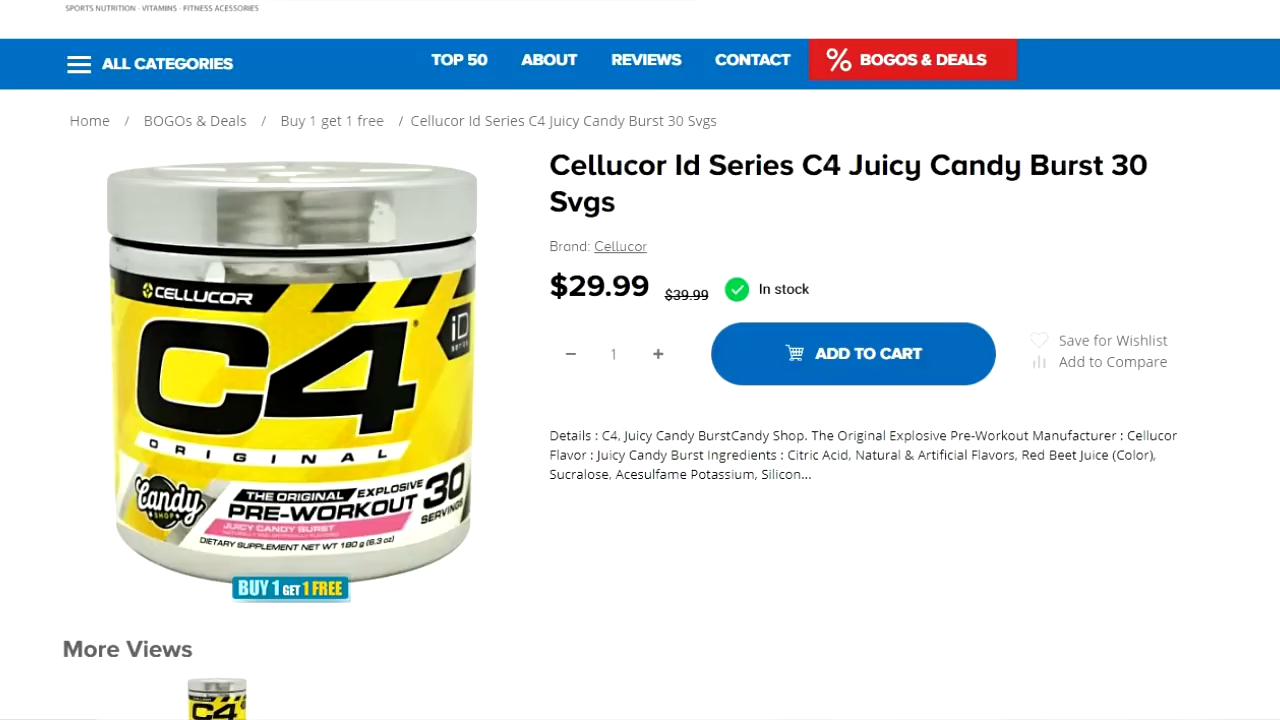 SPORTS NUTRITION · VITAMINS · FITNESS ACESSORIES
ALL CATEGORIES
TOP 50
ABOUT
REVIEWS
CONTACT
% BOGOS & DEALS
Home / BOGOs & Deals / Buy 1 get 1 free / Cellucor Id Series C4 Juicy Candy Burst 30 Svgs
Cellucor Id Series C4 Juicy Candy Burst 30
Svgs
Brand: Cellucor
$29.99 $39.99 In stock
− 1 + ADD TO CART
Save for Wishlist
Add to Compare
Details : C4, Juicy Candy BurstCandy Shop. The Original Explosive Pre-Workout Manufacturer : Cellucor
Flavor : Juicy Candy Burst Ingredients : Citric Acid, Natural & Artificial Flavors, Red Beet Juice (Color),
Sucralose, Acesulfame Potassium, Silicon...
CELLUCOR
C4®
iD
series
ORIGINAL
Candy
SHOP
THE ORIGINAL EXPLOSIVE
PRE-WORKOUT
30
SERVINGS
JUICY CANDY BURST
DIETARY SUPPLEMENT NET WT 180 g (6.3 oz)
BUY 1 GET 1 FREE
More Views
C4